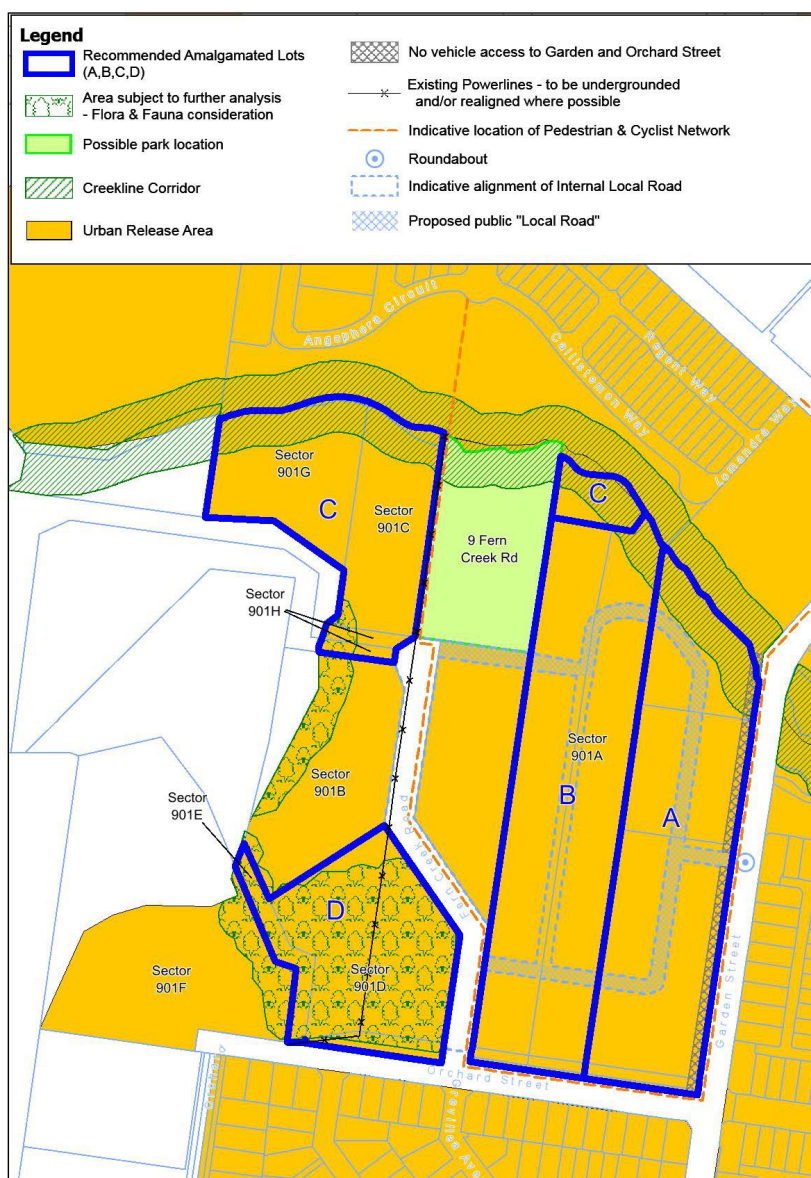 Legend
Recommended Amalgamated Lots
(A,B,C,D)
Area subject to further analysis
- Flora & Fauna consideration
Possible park location
Creekline Corridor
Urban Release Area
No vehicle access to Garden and Orchard Street
Existing Powerlines - to be undergrounded
and/or realigned where possible
Indicative location of Pedestrian & Cyclist Network
Roundabout
Indicative alignment of Internal Local Road
Proposed public "Local Road"
Angophora Circuit
Callistemon Way
Regent Way
Lomandra Way
Sector
901G
C
Sector
901C
9 Fern
Creek Rd
C
Sector
901H
Sector
901A
Sector
901B
B
A
Sector
901E
Fern Creek Road
D
Sector
901F
Sector
901D
Garden Street
Orchard Street
Grevillea Ave